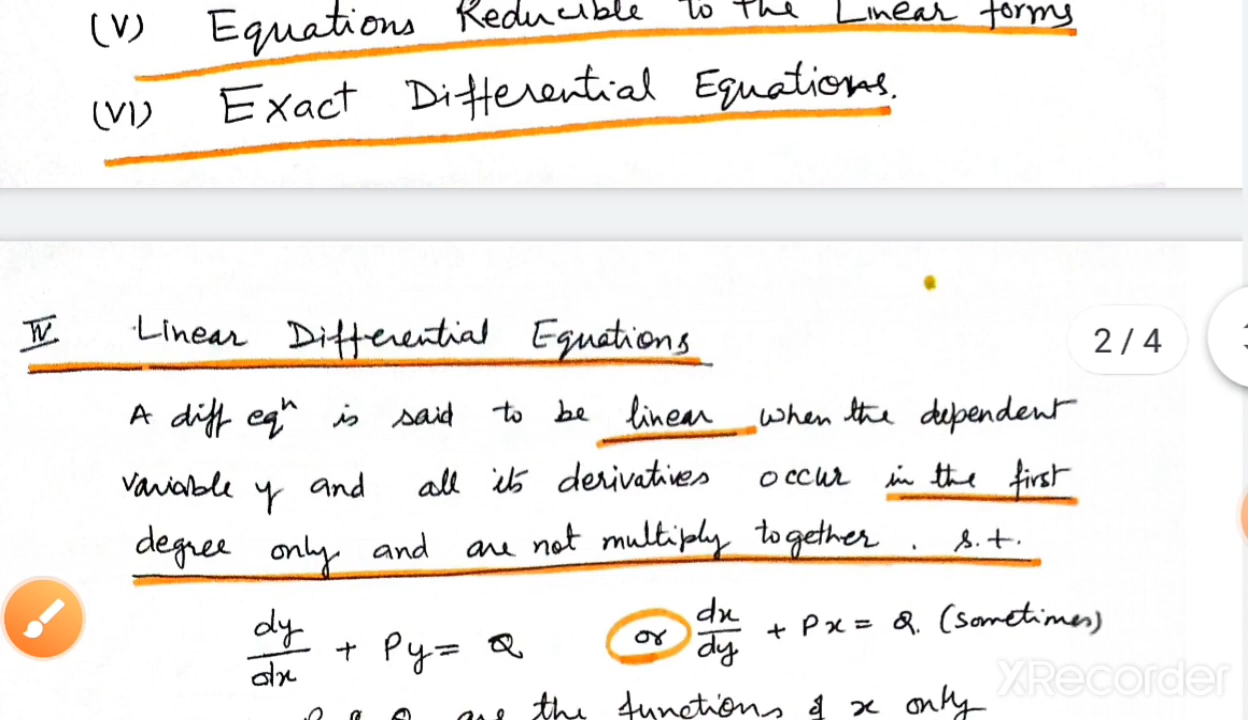 (V) Equations Reducible to the Linear forms
(VI) Exact Differential Equations.
IV Linear Differential Equations
2 / 4
A diff eqⁿ is said to be linear when the dependent
variable y and all its derivatives occur in the first
degree only and are not multiply together . s.t.
dy/dx + Py = Q or dx/dy + Px = Q. (Sometimes)
P & Q are the functions of x only
XRecorder